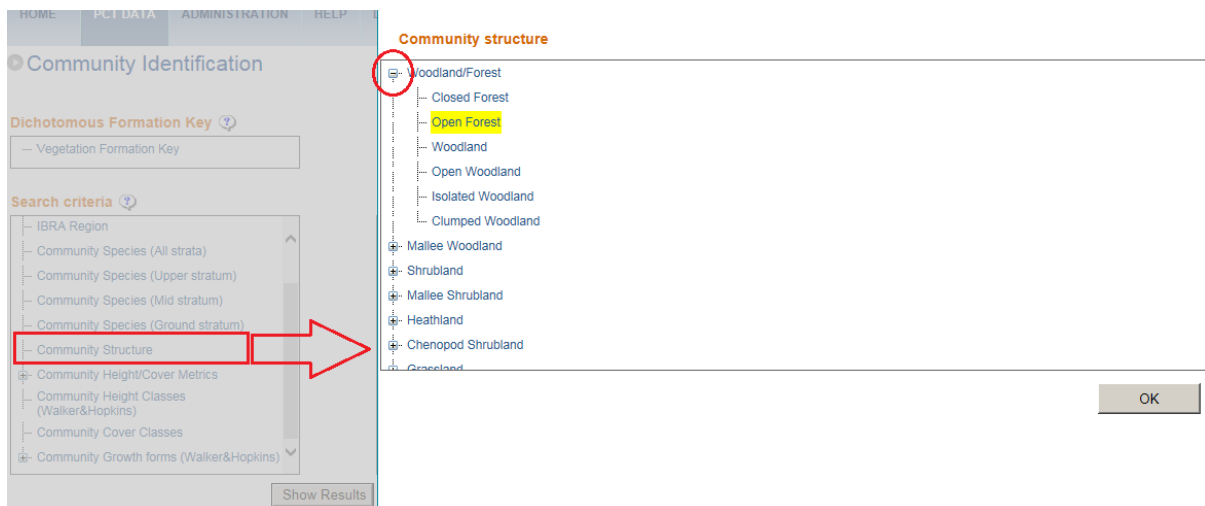 HOME PCT DATA ADMINISTRATION HELP
Community Identification
Dichotomous Formation Key
Vegetation Formation Key
Search criteria
IBRA Region
Community Species (All strata)
Community Species (Upper stratum)
Community Species (Mid stratum)
Community Species (Ground stratum)
Community Structure
Community Height/Cover Metrics
Community Height Classes
(Walker&Hopkins)
Community Cover Classes
Community Growth forms (Walker&Hopkins)
Show Results
Community structure
Woodland/Forest
Closed Forest
Open Forest
Woodland
Open Woodland
Isolated Woodland
Clumped Woodland
Mallee Woodland
Shrubland
Mallee Shrubland
Heathland
Chenopod Shrubland
Grassland
OK